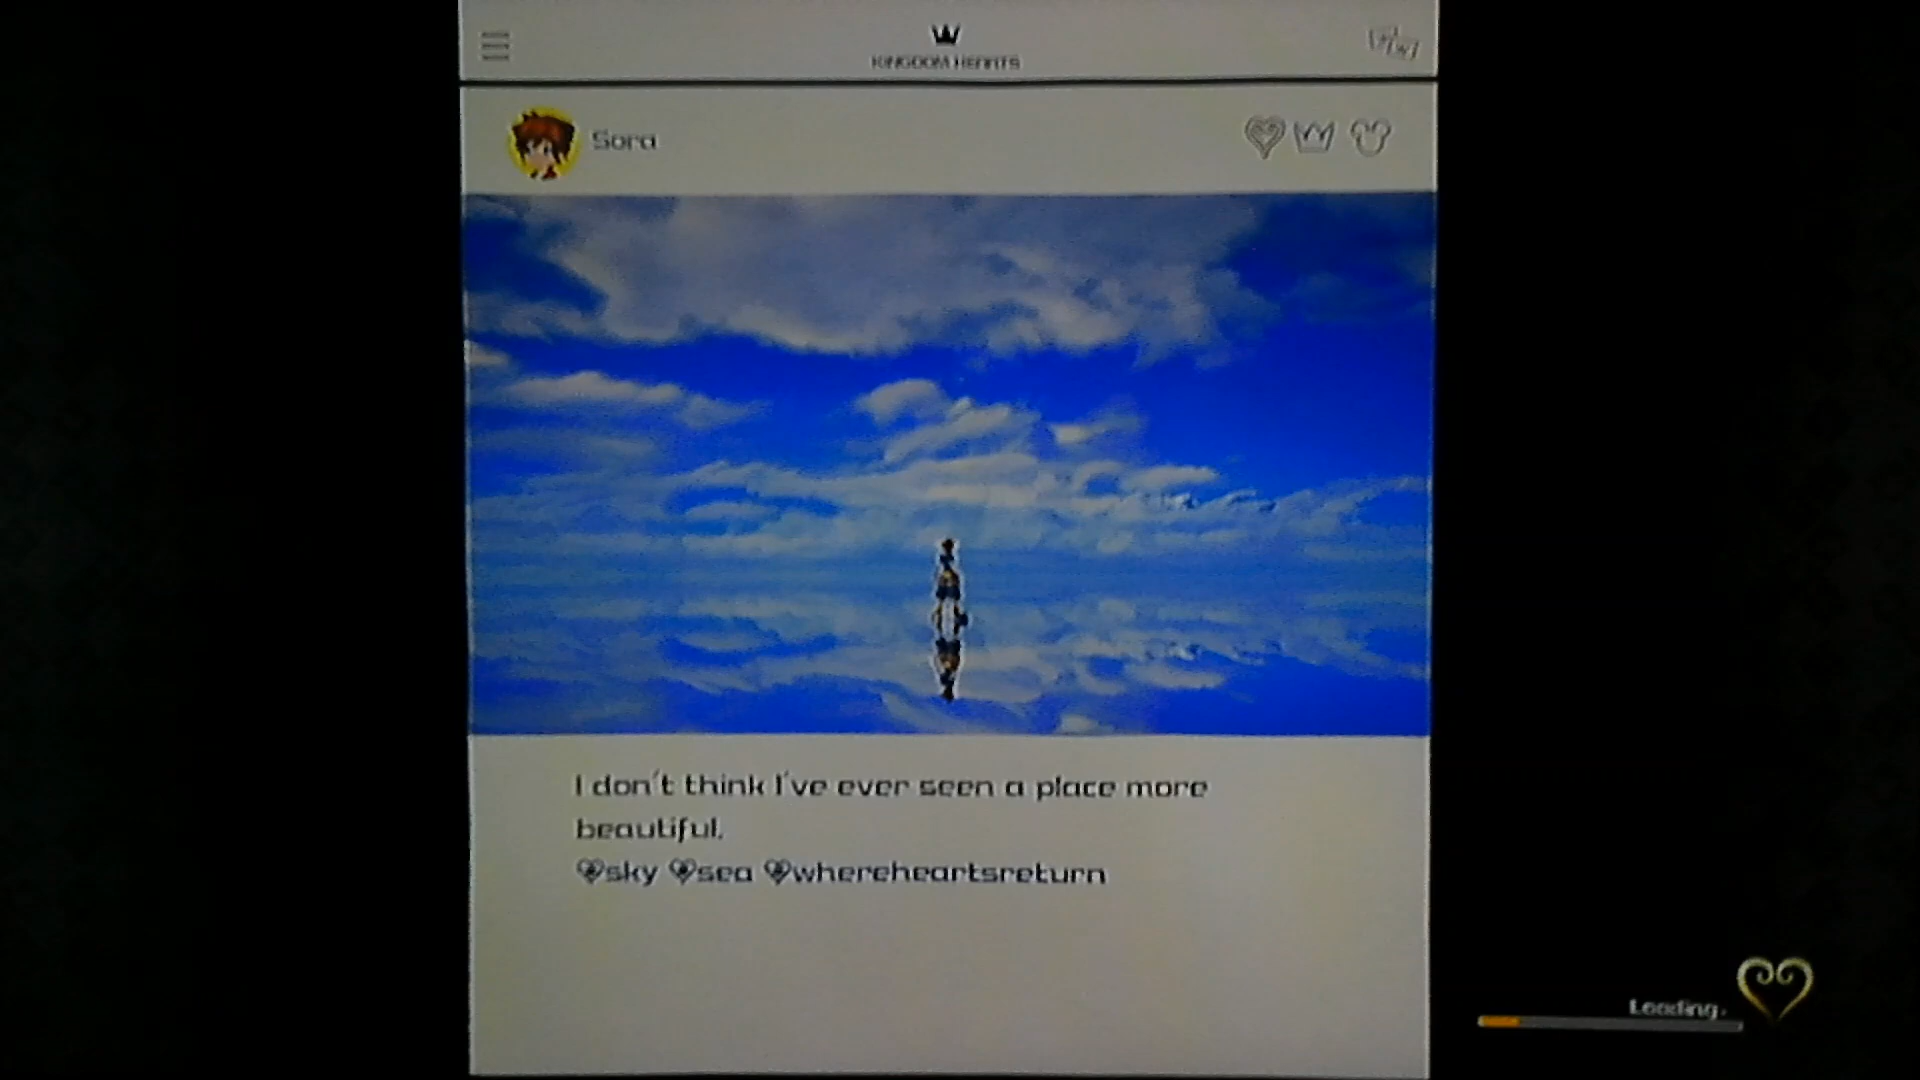 KINGDOM HEARTS
Sora
I don't think I've ever seen a place more
beautiful.
sky sea whereheartsreturn
Loading.